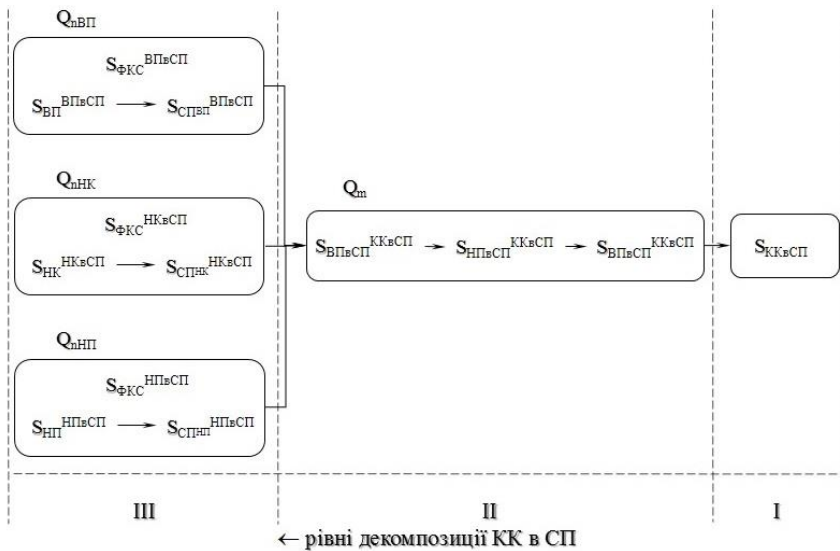 QnВП
SФКС^ВПвСП
SВП^ВПвСП → SСПВП^ВПвСП
QnНК
SФКС^НКвСП
SНК^НКвСП → SСПНК^НКвСП
Qm
SВПвСП^ККвСП → SНПвСП^ККвСП → SВПвСП^ККвСП
SККвСП
QnНП
SФКС^НПвСП
SНП^НПвСП → SСПНП^НПвСП
III II I
← рівні декомпозиції КК в СП